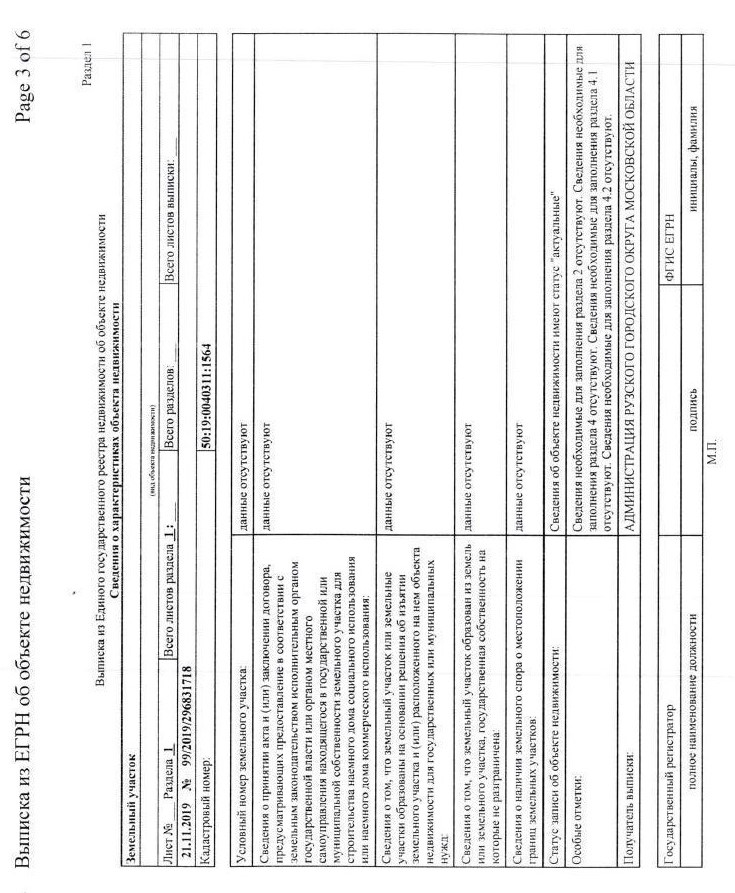 Выписка из ЕГРН об объекте недвижимости
Page 3 of 6
Раздел 1
Выписка из Единого государственного реестра недвижимости об объекте недвижимости
Сведения о характеристиках объекта недвижимости
Земельный участок
(вид объекта недвижимости)
Лист № Раздела 1 Всего листов раздела 1 : Всего разделов: Всего листов выписки:
21.11.2019 № 99/2019/296831718
Кадастровый номер: 50:19:0040311:1564
Условный номер земельного участка: данные отсутствуют
Сведения о принятии акта и (или) заключении договора, данные отсутствуют
предусматривающих предоставление в соответствии с
земельным законодательством исполнительным органом
государственной власти или органом местного
самоуправления находящегося в государственной или
муниципальной собственности земельного участка для
строительства наемного дома социального использования
или наемного дома коммерческого использования:
Сведения о том, что земельный участок или земельные данные отсутствуют
участки образованы на основании решения об изъятии
земельного участка и (или) расположенного на нем объекта
недвижимости для государственных или муниципальных
нужд:
Сведения о том, что земельный участок образован из земель данные отсутствуют
или земельного участка, государственная собственность на
которые не разграничена:
Сведения о наличии земельного спора о местоположении данные отсутствуют
границ земельных участков:
Статус записи об объекте недвижимости: Сведения об объекте недвижимости имеют статус "актуальные"
Особые отметки: Сведения необходимые для заполнения раздела 2 отсутствуют. Сведения необходимые для
заполнения раздела 4 отсутствуют. Сведения необходимые для заполнения раздела 4.1
отсутствуют. Сведения необходимые для заполнения раздела 4.2 отсутствуют.
Получатель выписки: АДМИНИСТРАЦИЯ РУЗСКОГО ГОРОДСКОГО ОКРУГА МОСКОВСКОЙ ОБЛАСТИ
Государственный регистратор ФГИС ЕГРН
полное наименование должности подпись инициалы, фамилия
М.П.